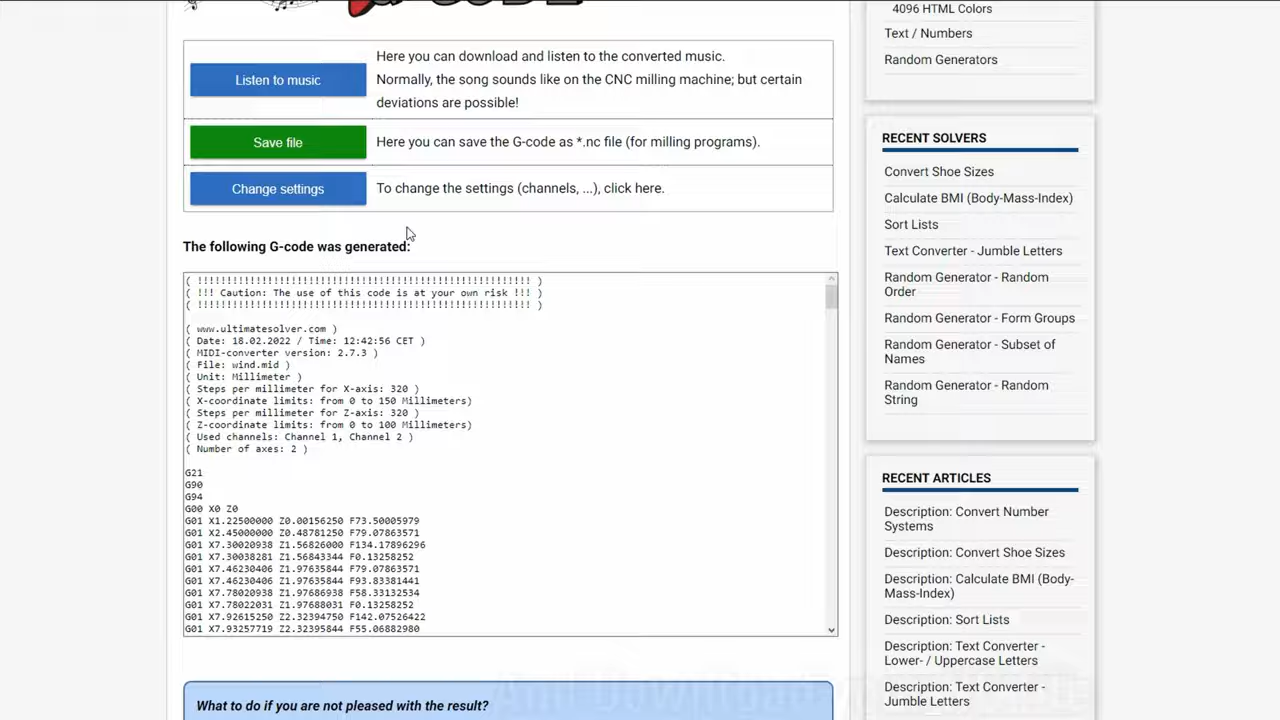 Listen to music
Here you can download and listen to the converted music.
Normally, the song sounds like on the CNC milling machine; but certain
deviations are possible!
Save file
Here you can save the G-code as *.nc file (for milling programs).
Change settings
To change the settings (channels, ...), click here.
The following G-code was generated:
( !!!!!!!!!!!!!!!!!!!!!!!!!!!!!!!!!!!!!!!!!!!!!!!!!!!!!!!!! )
( !!! Caution: The use of this code is at your own risk !!! )
( !!!!!!!!!!!!!!!!!!!!!!!!!!!!!!!!!!!!!!!!!!!!!!!!!!!!!!!!! )
( www.ultimatesolver.com )
( Date: 18.02.2022 / Time: 12:42:56 CET )
( MIDI-converter version: 2.7.3 )
( File: wind.mid )
( Unit: Millimeter )
( Steps per millimeter for X-axis: 320 )
( X-coordinate limits: from 0 to 150 Millimeters)
( Steps per millimeter for Z-axis: 320 )
( Z-coordinate limits: from 0 to 100 Millimeters)
( Used channels: Channel 1, Channel 2 )
( Number of axes: 2 )
G21
G90
G94
G00 X0 Z0
G01 X1.22500000 Z0.00156250 F73.50005979
G01 X2.45000000 Z0.48781250 F79.07863571
G01 X7.30020938 Z1.56826000 F134.17896296
G01 X7.30038281 Z1.56843344 F0.13258252
G01 X7.46230406 Z1.97635844 F79.07863571
G01 X7.46230406 Z1.97635844 F93.83381441
G01 X7.78020938 Z1.97686938 F58.33132534
G01 X7.78022031 Z1.97688031 F0.13258252
G01 X7.92615250 Z2.32394750 F142.07526422
G01 X7.93257719 Z2.32395844 F55.06882980
What to do if you are not pleased with the result?
4096 HTML Colors
Text / Numbers
Random Generators
RECENT SOLVERS
Convert Shoe Sizes
Calculate BMI (Body-Mass-Index)
Sort Lists
Text Converter - Jumble Letters
Random Generator - Random
Order
Random Generator - Form Groups
Random Generator - Subset of
Names
Random Generator - Random
String
RECENT ARTICLES
Description: Convert Number
Systems
Description: Convert Shoe Sizes
Description: Calculate BMI (Body-
Mass-Index)
Description: Sort Lists
Description: Text Converter -
Lower- / Uppercase Letters
Description: Text Converter -
Jumble Letters